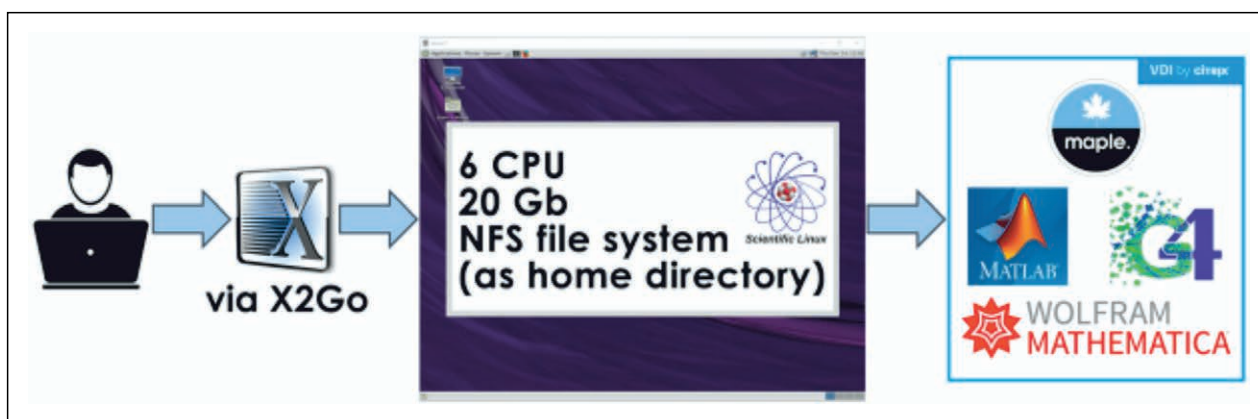 X
via X2Go
6 CPU
20 Gb
NFS file system
(as home directory)
Scientific Linux
VDI by citrix
maple.
MATLAB
G4
WOLFRAM
MATHEMATICA